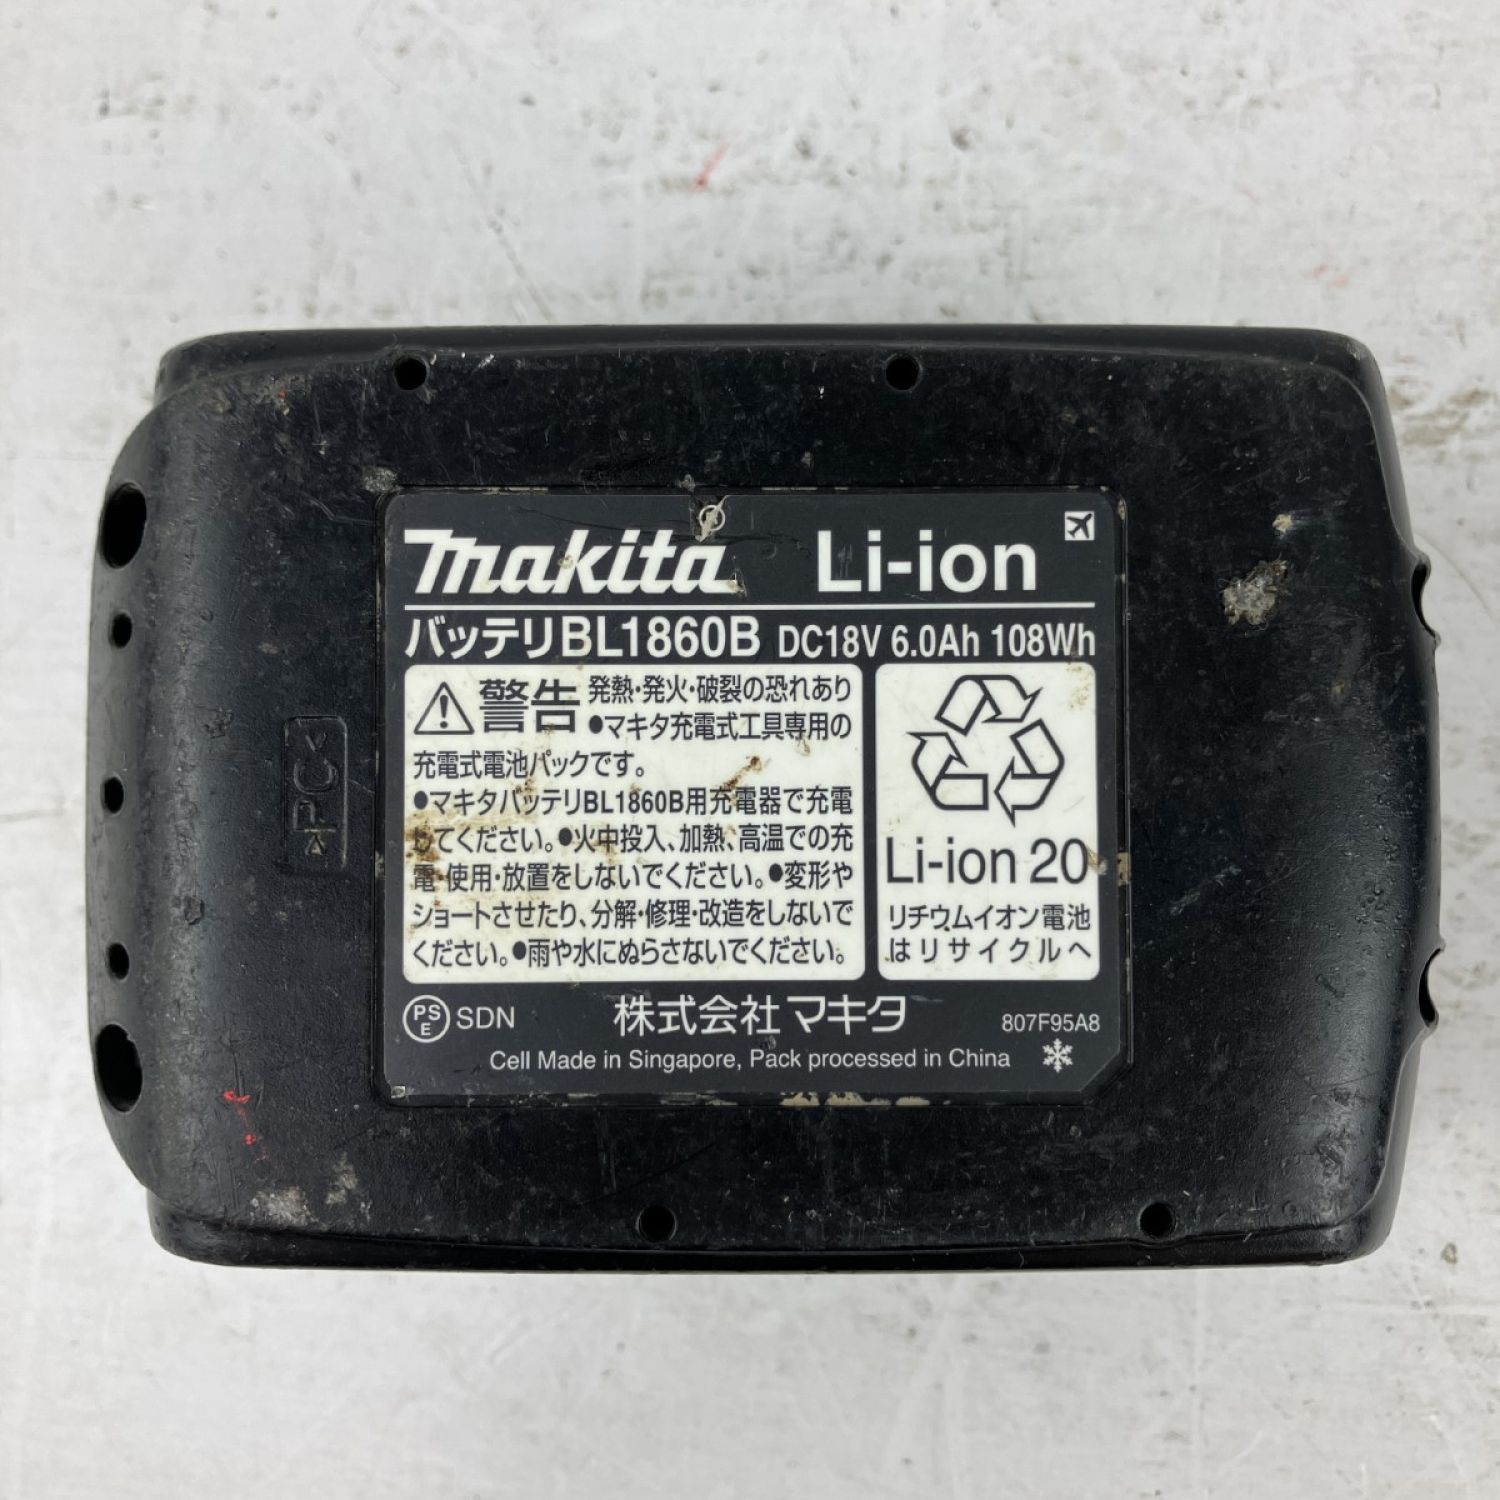 makita Li-ion
バッテリBL1860B DC18V 6.0Ah 108Wh
警告 発熱・発火・破裂の恐れあり
●マキタ充電式工具専用の
充電式電池パックです。
●マキタバッテリBL1860B用充電器で充電
してください。●火中投入、加熱、高温での充
電・使用・放置をしないでください。●変形や
ショートさせたり、分解・修理・改造をしないで
ください。●雨や水にぬらさないでください。
Li-ion 20
リチウムイオン電池
はリサイクルへ
PSE SDN 株式会社マキタ 807F95A8
Cell Made in Singapore, Pack processed in China
>PC<